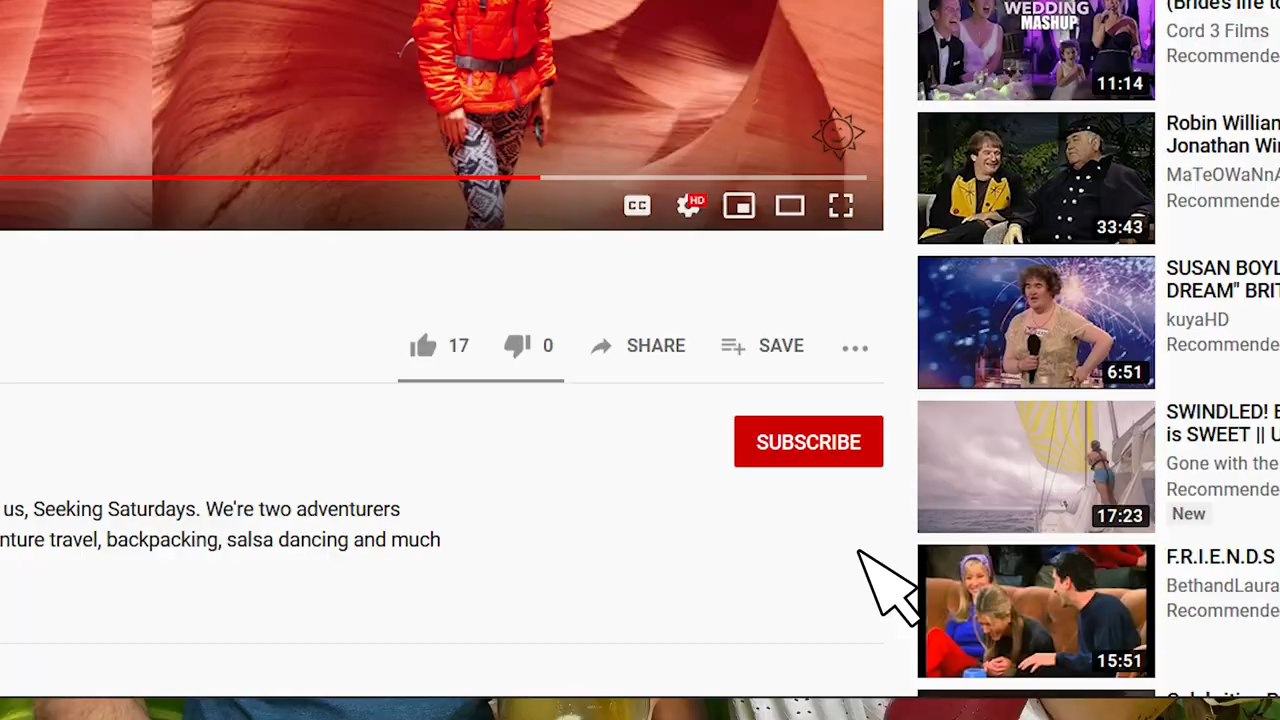 CC
HD
17
0
SHARE
SAVE
SUBSCRIBE
us, Seeking Saturdays. We're two adventurers
nture travel, backpacking, salsa dancing and much
WEDDING
MASHUP
11:14
(Brides life to
Cord 3 Films
Recommende
33:43
Robin William
Jonathan Wi
MaTeOWaNnA
Recommende
6:51
SUSAN BOYL
DREAM" BRIT
kuyaHD
Recommende
17:23
SWINDLED! E
is SWEET || U
Gone with the
Recommende
New
15:51
F.R.I.E.N.D.S
BethandLaura
Recommende